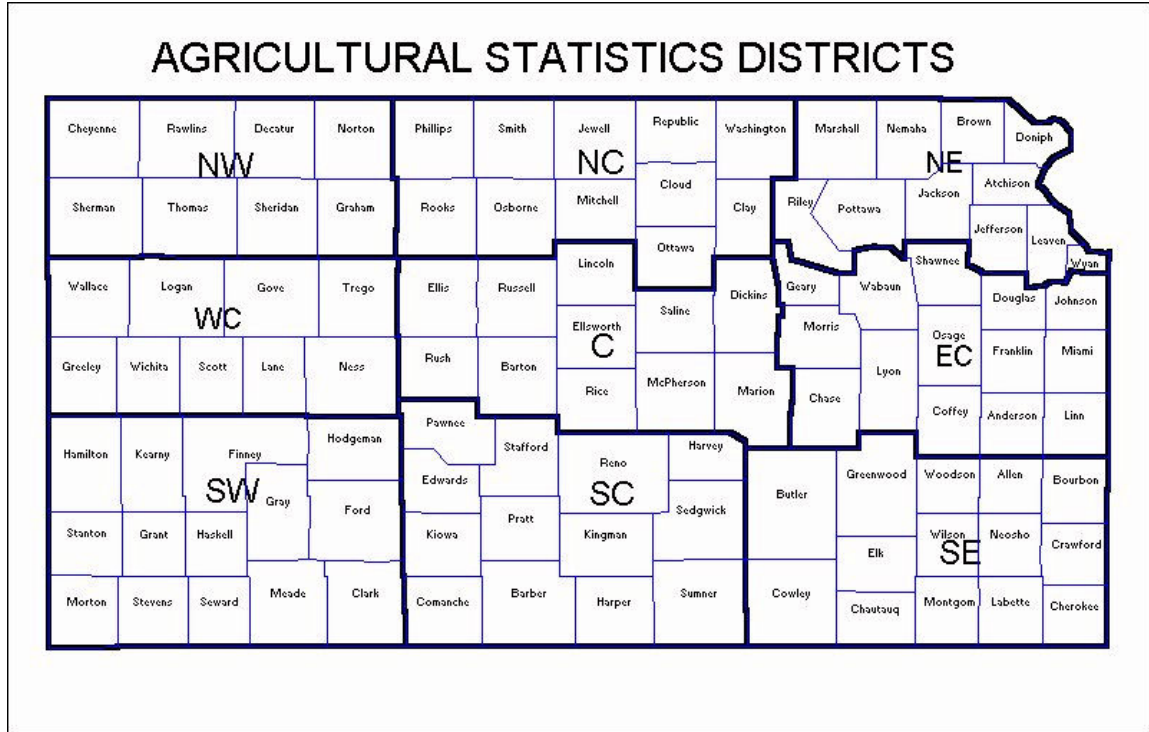 AGRICULTURAL STATISTICS DISTRICTS
Cheyenne Rawlins Decatur Norton Phillips Smith Jewell Republic Washington Marshall Nemaha Brown Doniph
NW NC NE
Sherman Thomas Sheridan Graham Rooks Osborne Mitchell Cloud Clay Riley Pottawa Jackson Atchison
Ottawa Jefferson Leaven Wyan
Wallace Logan Gove Trego Ellis Russell Lincoln Saline Dickins Geary Wabaun Shawnee Douglas Johnson
WC C EC
Greeley Wichita Scott Lane Ness Rush Barton Ellsworth Morris Osage Franklin Miami
Rice McPherson Marion Chase Lyon Coffey Anderson Linn
Hamilton Kearny Finney Hodgeman Pawnee Stafford Reno Harvey Butler Greenwood Woodson Allen Bourbon
SW SC SE
Gray Ford Edwards Pratt Sedgwick
Stanton Grant Haskell Kiowa Kingman Elk Wilson Neosho Crawford
Morton Stevens Seward Meade Clark Comanche Barber Harper Sumner Cowley Chautauq Montgom Labette Cherokee